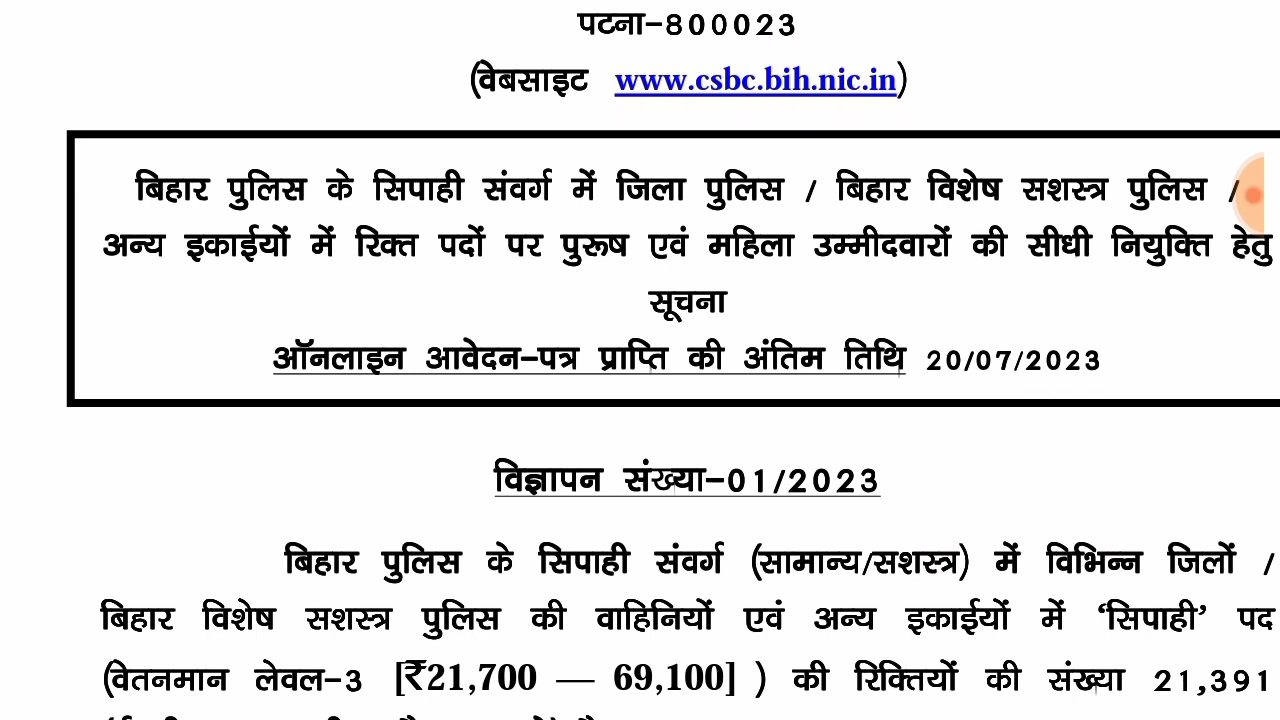 पटना–800023
(वेबसाइट www.csbc.bih.nic.in)
बिहार पुलिस के सिपाही संवर्ग में जिला पुलिस / बिहार विशेष सशस्त्र पुलिस /
अन्य इकाईयों में रिक्त पदों पर पुरूष एवं महिला उम्मीदवारों की सीधी नियुक्ति हेतु
सूचना
ऑनलाइन आवेदन–पत्र प्राप्ति की अंतिम तिथि 20/07/2023
विज्ञापन संख्या–01/2023
बिहार पुलिस के सिपाही संवर्ग (सामान्य/सशस्त्र) में विभिन्न जिलों /
बिहार विशेष सशस्त्र पुलिस की वाहिनियों एवं अन्य इकाईयों में ‘सिपाही’ पद
(वेतनमान लेवल–3 [₹21,700 — 69,100] ) की रिक्तियों की संख्या 21,391